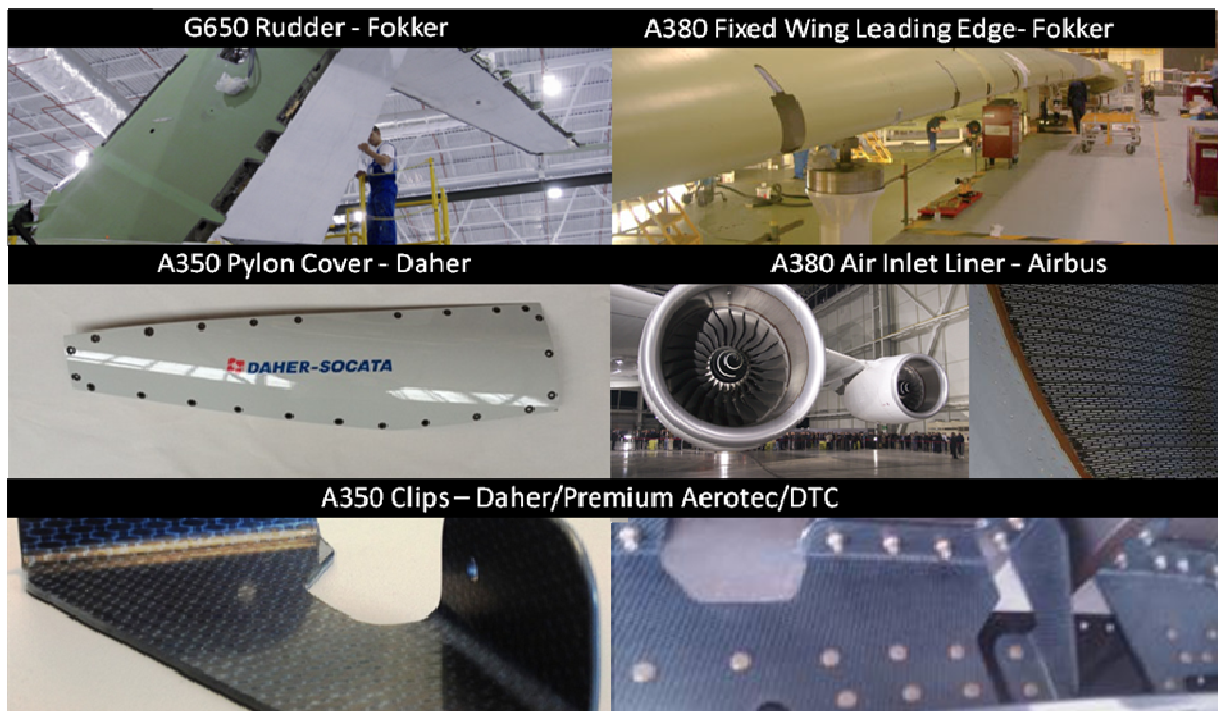 G650 Rudder - Fokker
A380 Fixed Wing Leading Edge- Fokker
A350 Pylon Cover - Daher
A380 Air Inlet Liner - Airbus
DAHER-SOCATA
A350 Clips – Daher/Premium Aerotec/DTC